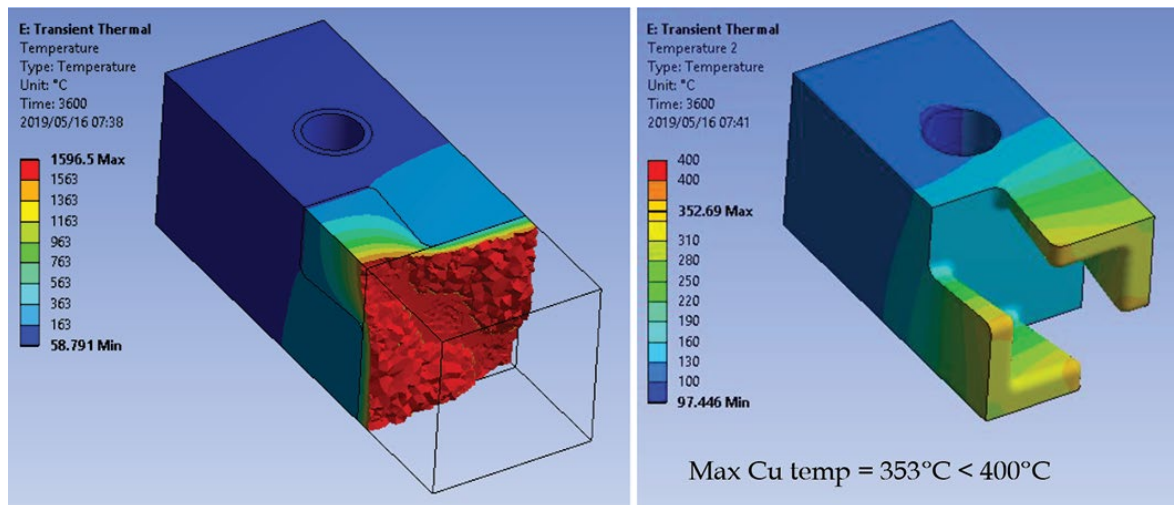 E: Transient Thermal
Temperature
Type: Temperature
Unit: °C
Time: 3600
2019/05/16 07:38
1596.5 Max
1563
1363
1163
963
763
563
363
163
58.791 Min
E: Transient Thermal
Temperature 2
Type: Temperature
Unit: °C
Time: 3600
2019/05/16 07:41
400
400
352.69 Max
310
280
250
220
190
160
130
100
97.446 Min
Max Cu temp = 353°C < 400°C